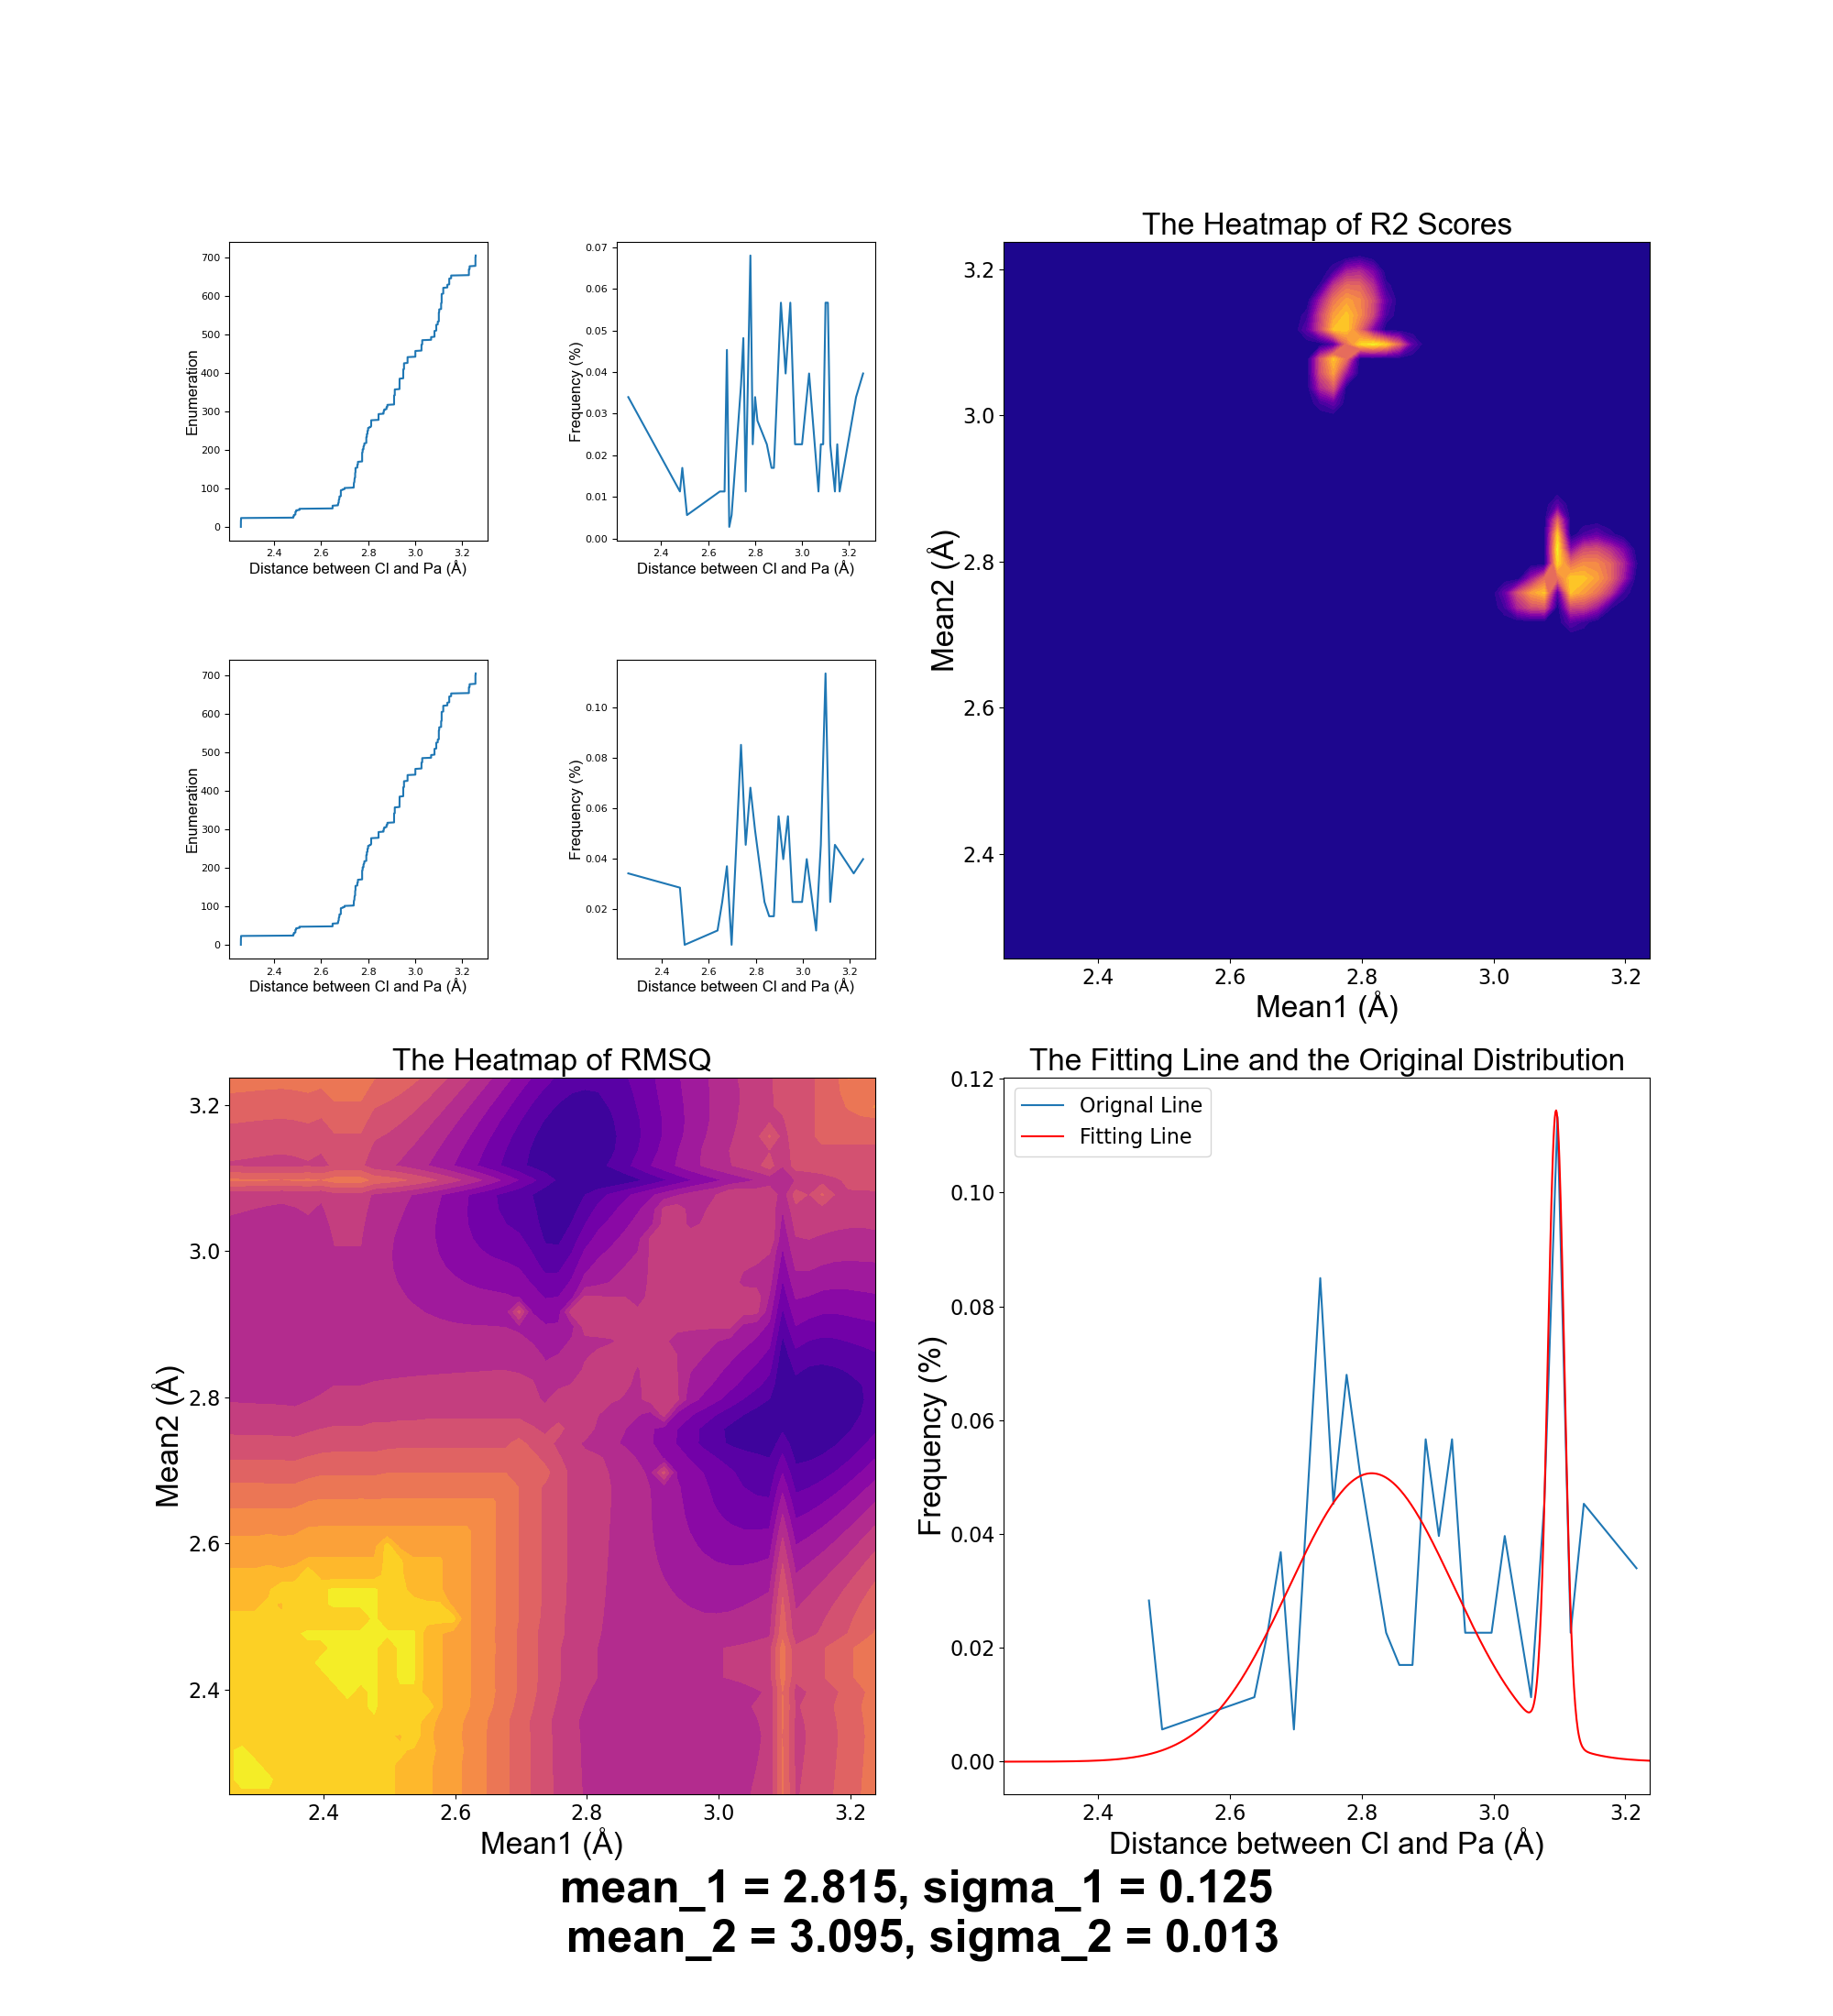 700
600
500
400
300
200
100
0
Enumeration
2.4 2.6 2.8 3.0 3.2
Distance between Cl and Pa (Å)
0.07
0.06
0.05
0.04
0.03
0.02
0.01
0.00
Frequency (%)
2.4 2.6 2.8 3.0 3.2
Distance between Cl and Pa (Å)
The Heatmap of R2 Scores
3.2
3.0
2.8
2.6
2.4
Mean2 (Å)
2.4 2.6 2.8 3.0 3.2
Mean1 (Å)
700
600
500
400
300
200
100
0
Enumeration
2.4 2.6 2.8 3.0 3.2
Distance between Cl and Pa (Å)
0.10
0.08
0.06
0.04
0.02
Frequency (%)
2.4 2.6 2.8 3.0 3.2
Distance between Cl and Pa (Å)
The Heatmap of RMSQ
3.2
3.0
2.8
2.6
2.4
Mean2 (Å)
2.4 2.6 2.8 3.0 3.2
Mean1 (Å)
The Fitting Line and the Original Distribution
Orignal Line
Fitting Line
0.12
0.10
0.08
0.06
0.04
0.02
0.00
Frequency (%)
2.4 2.6 2.8 3.0 3.2
Distance between Cl and Pa (Å)
mean_1 = 2.815, sigma_1 = 0.125
mean_2 = 3.095, sigma_2 = 0.013